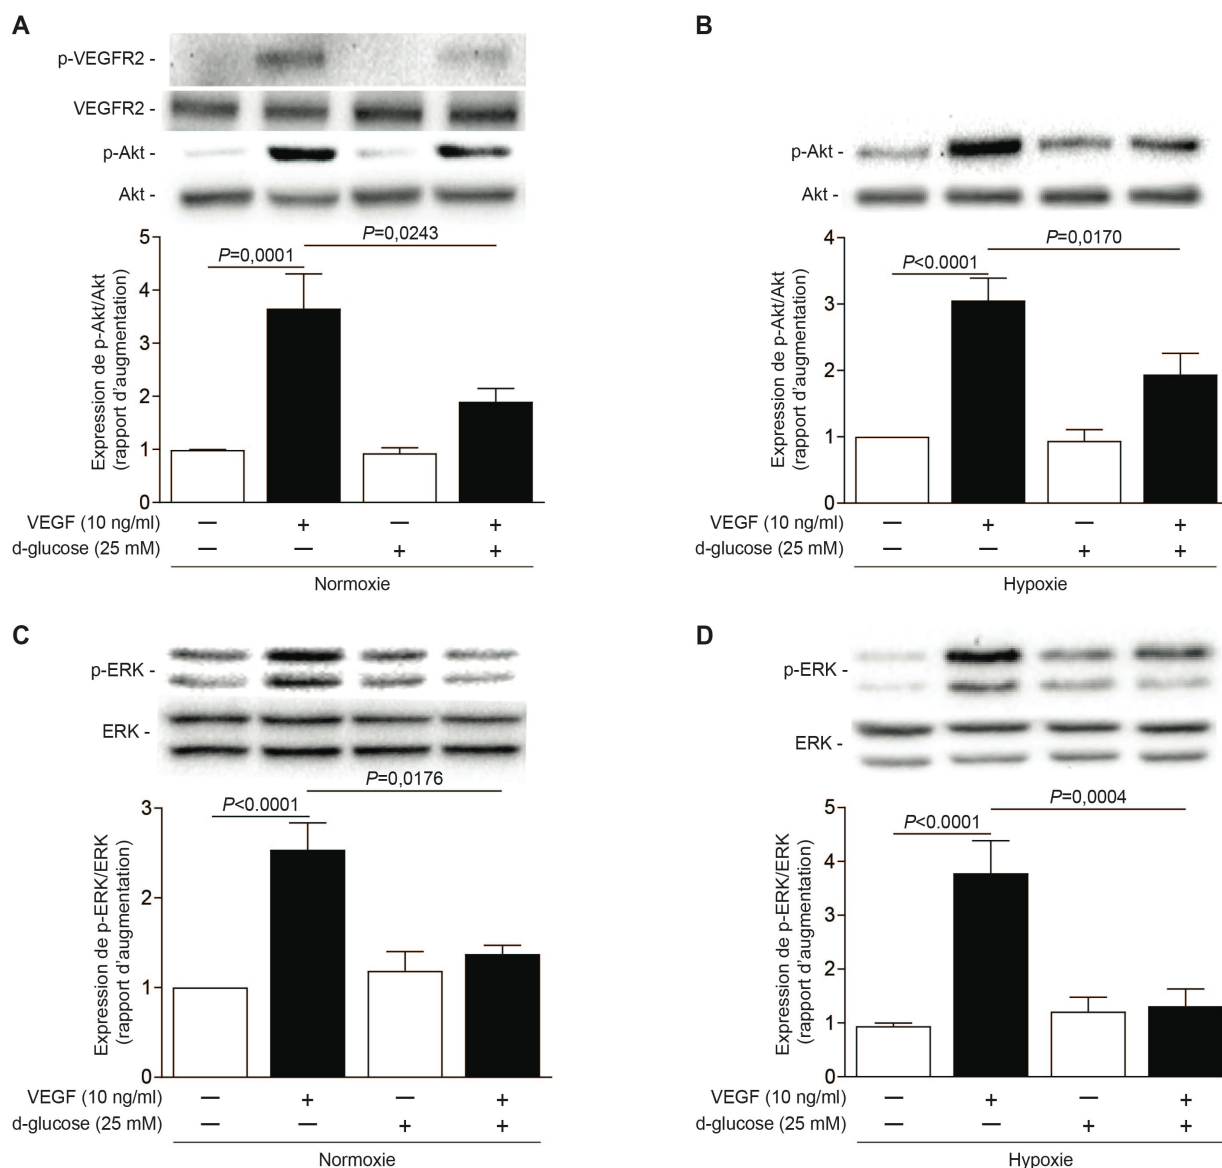 A
p-VEGFR2 -
VEGFR2 -
p-Akt -
Akt -
P=0,0243
P=0,0001
5
4
3
2
1
0
Expression de p-Akt/Akt
(rapport d'augmentation)
VEGF (10 ng/ml) — + — +
d-glucose (25 mM) — — + +
Normoxie
B
p-Akt -
Akt -
P=0,0170
P<0.0001
4
3
2
1
0
Expression de p-Akt/Akt
(rapport d'augmentation)
VEGF (10 ng/ml) — + — +
d-glucose (25 mM) — — + +
Hypoxie
C
p-ERK -
ERK -
P=0,0176
P<0.0001
3
2
1
0
Expression de p-ERK/ERK
(rapport d'augmentation)
VEGF (10 ng/ml) — + — +
d-glucose (25 mM) — — + +
Normoxie
D
p-ERK -
ERK -
P=0,0004
P<0.0001
5
4
3
2
1
0
Expression de p-ERK/ERK
(rapport d'augmentation)
VEGF (10 ng/ml) — + — +
d-glucose (25 mM) — — + +
Hypoxie